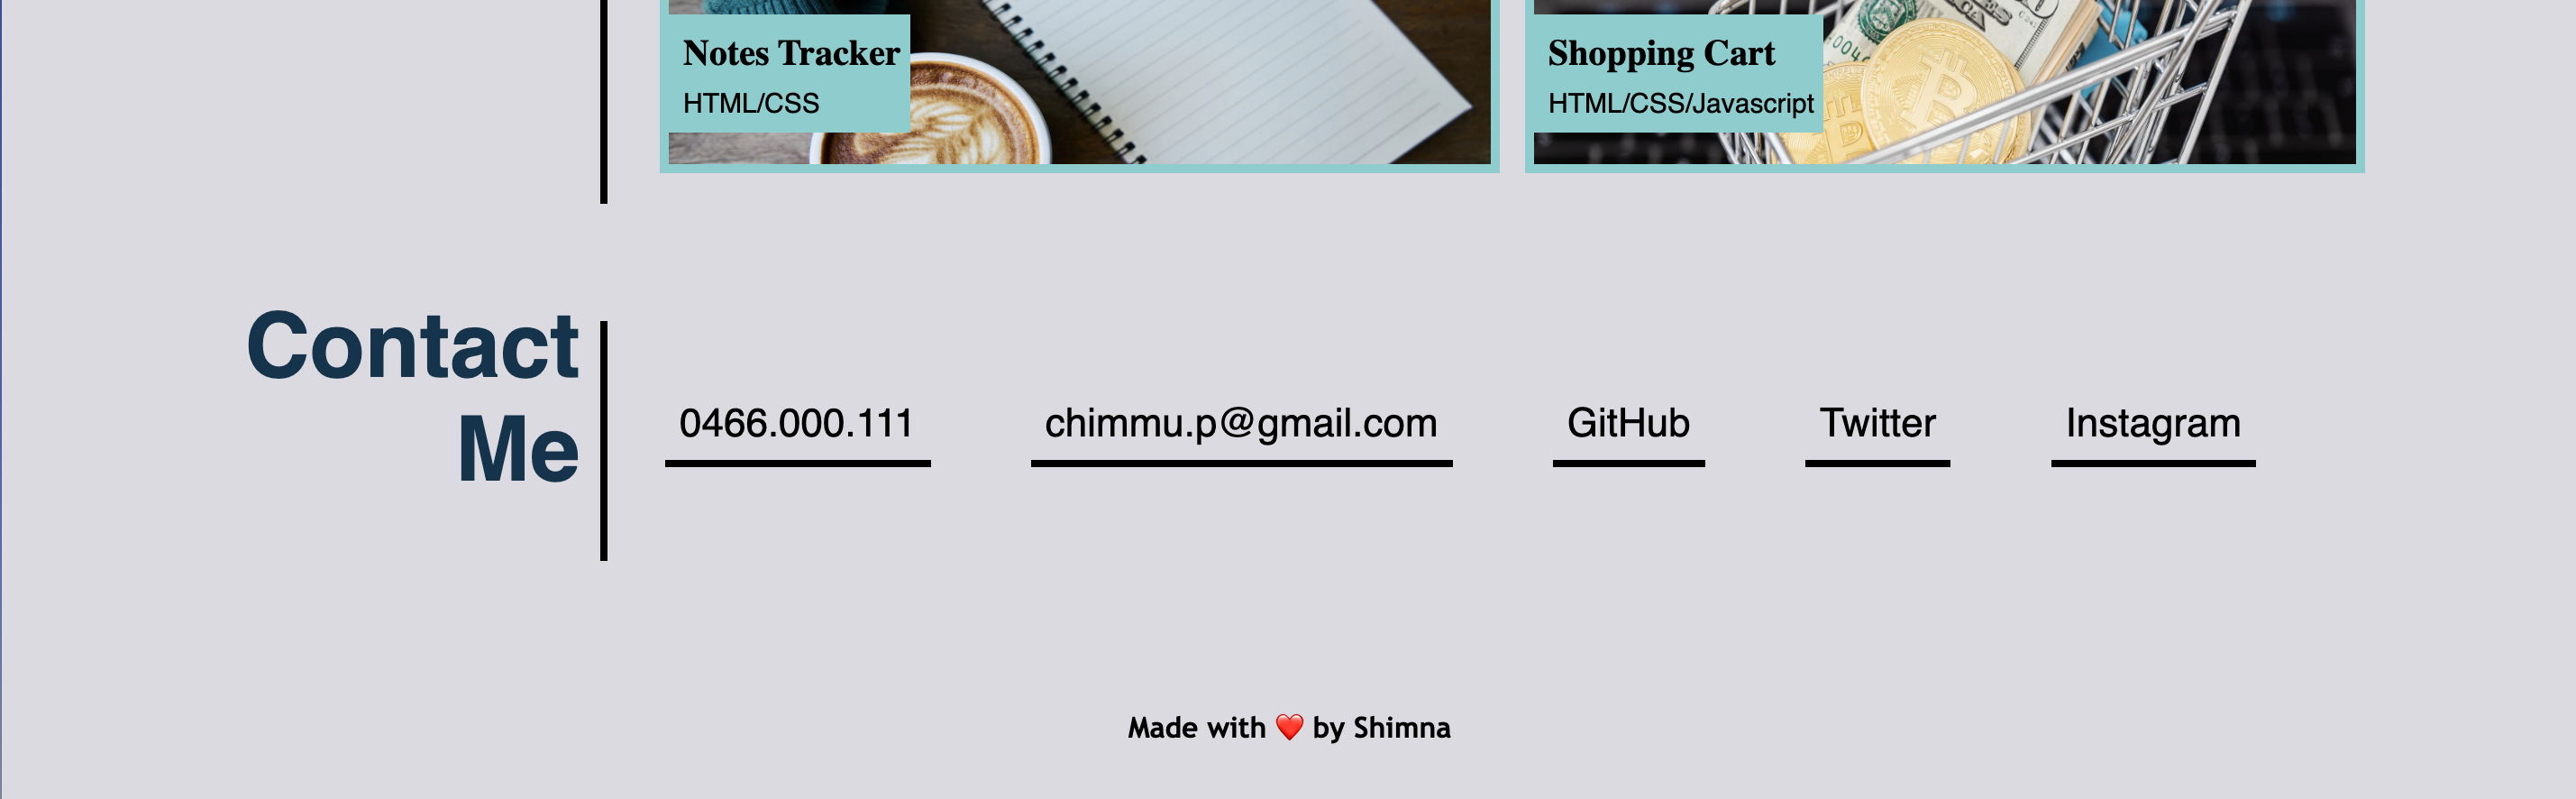 Notes Tracker
HTML/CSS
Shopping Cart
HTML/CSS/Javascript
Contact
Me
0466.000.111
chimmu.p@gmail.com
GitHub
Twitter
Instagram
Made with ❤️ by Shimna